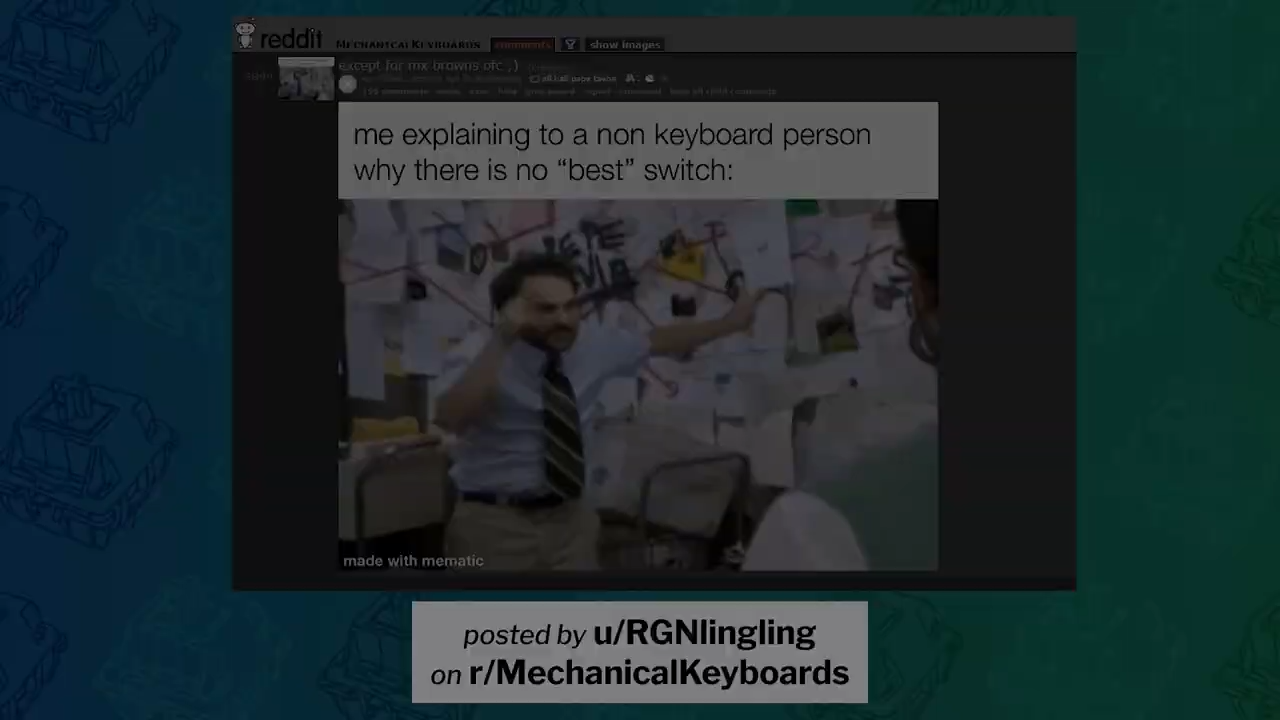 reddit MECHANICALKEYBOARDS comments show images
except for mx browns ofc ;)
me explaining to a non keyboard person
why there is no “best” switch:
made with mematic
posted by u/RGNlingling
on r/MechanicalKeyboards